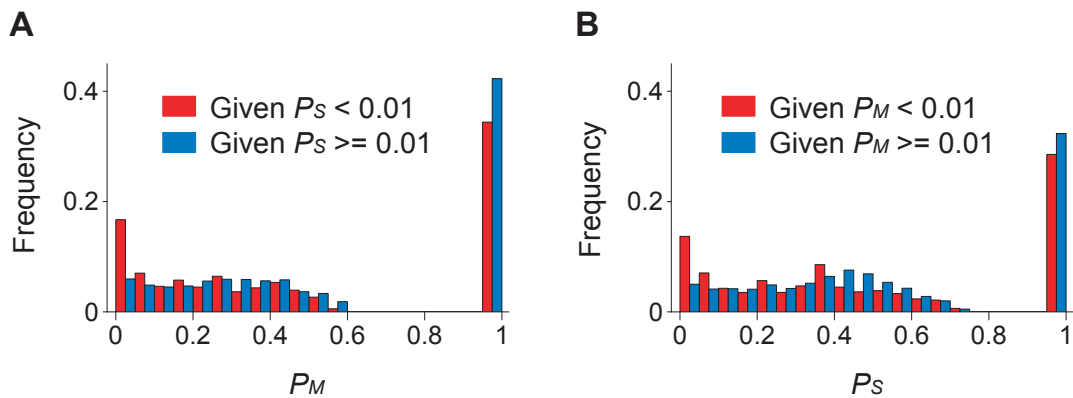 A
Frequency
0.4
0.2
0
Given PS < 0.01
Given PS >= 0.01
0 0.2 0.4 0.6 0.8 1
PM
B
Frequency
0.4
0.2
0
Given PM < 0.01
Given PM >= 0.01
0 0.2 0.4 0.6 0.8 1
PS